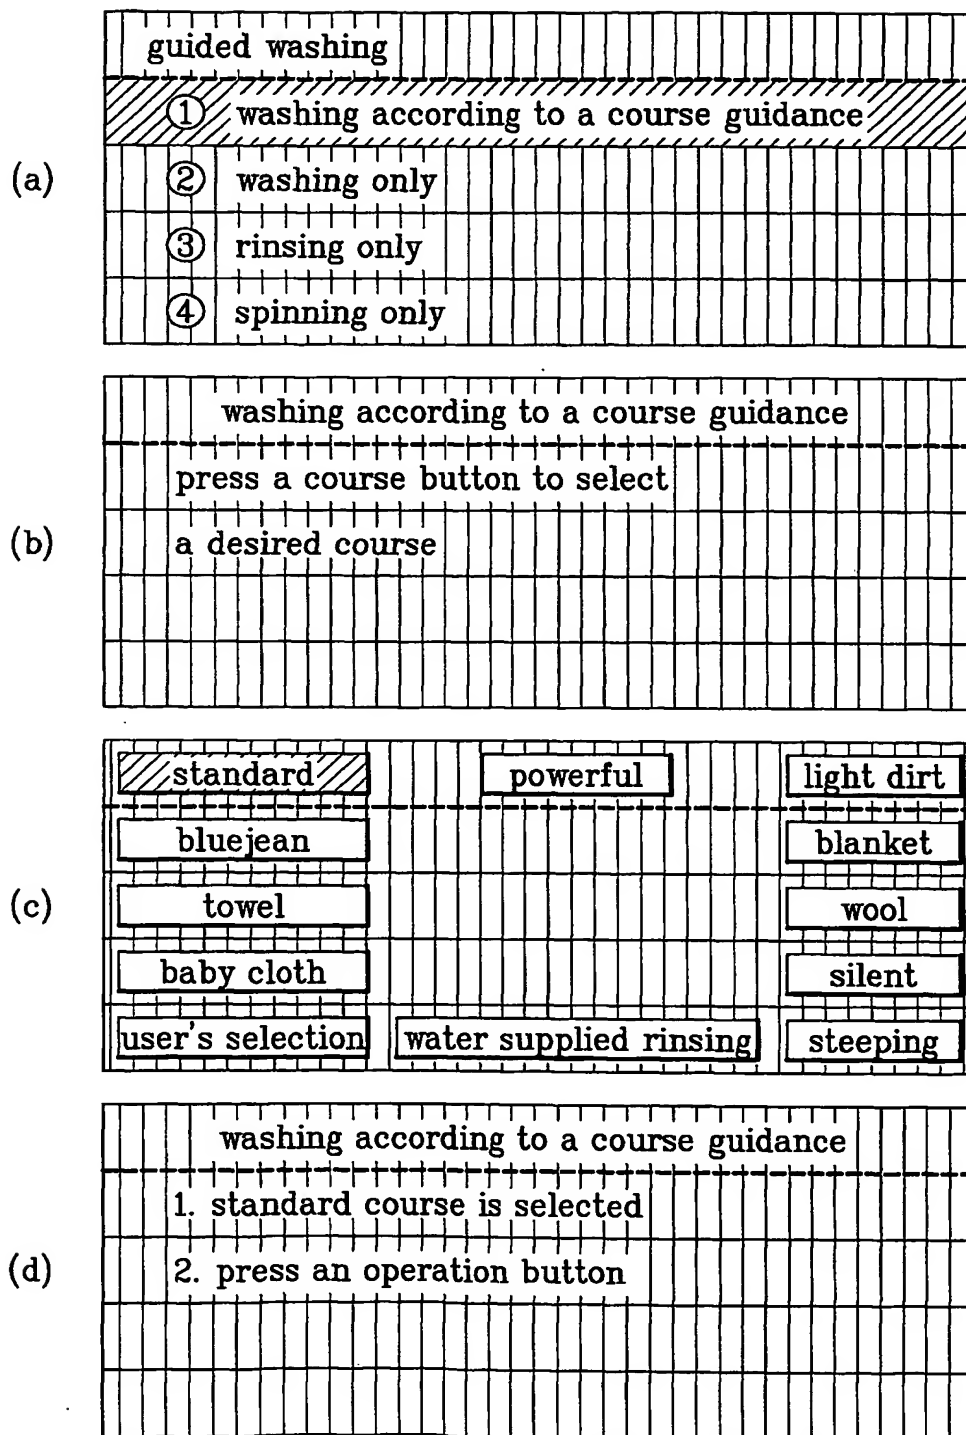 guided washing
(a)
① washing according to a course guidance
② washing only
③ rinsing only
④ spinning only
(b)
washing according to a course guidance
press a course button to select
a desired course
(c)
standard powerful light dirt
bluejean blanket
towel wool
baby cloth silent
user's selection water supplied rinsing steeping
(d)
washing according to a course guidance
1. standard course is selected
2. press an operation button